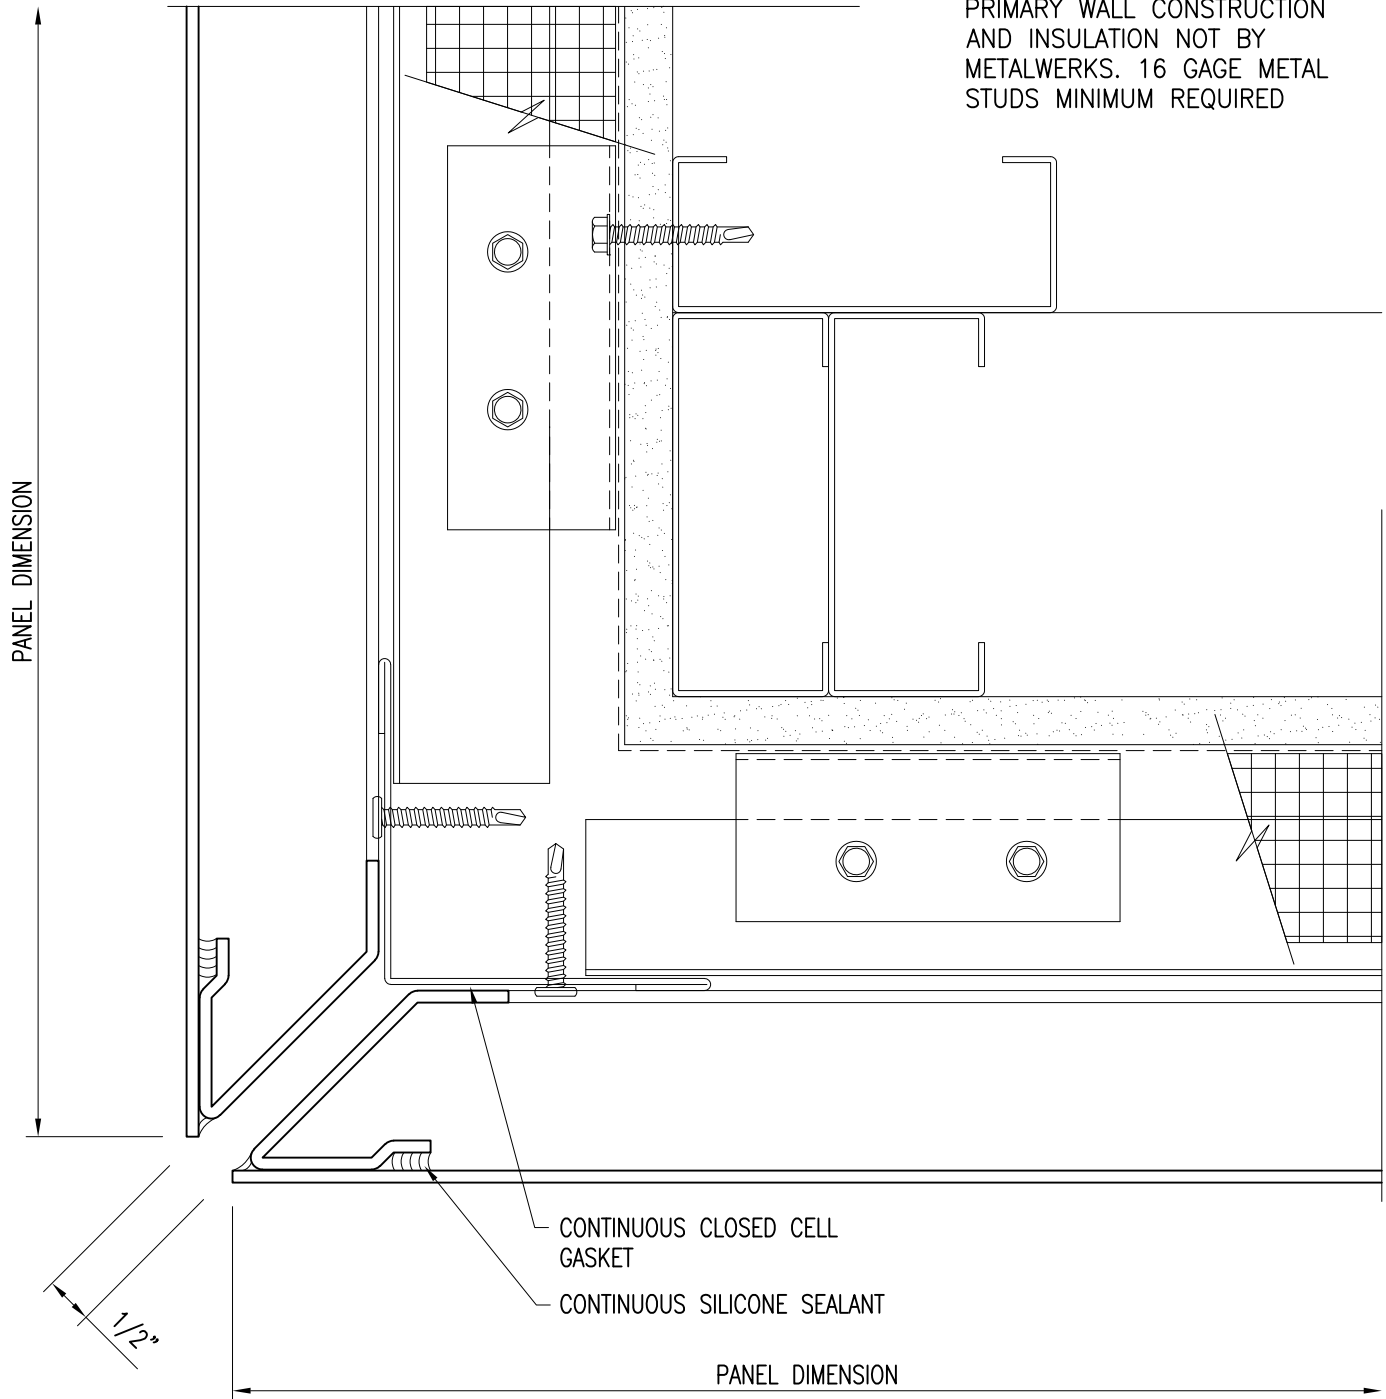 PRIMARY WALL CONSTRUCTION
AND INSULATION NOT BY
METALWERKS. 16 GAGE METAL
STUDS MINIMUM REQUIRED
PANEL DIMENSION
CONTINUOUS CLOSED CELL
GASKET
CONTINUOUS SILICONE SEALANT
1/2"
PANEL DIMENSION